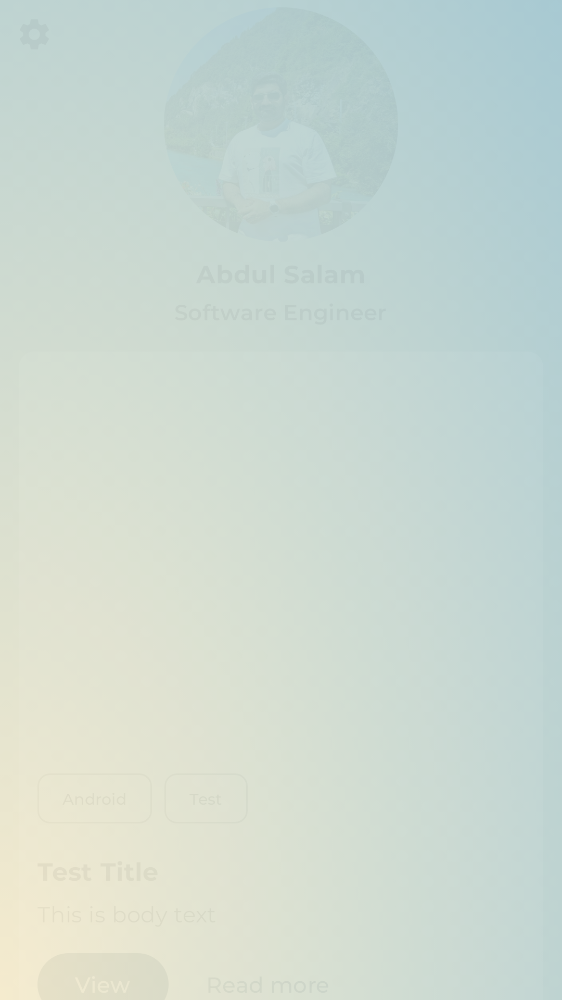 Abdul Salam
Software Engineer
Android Test
Test Title
This is body text
View Read more